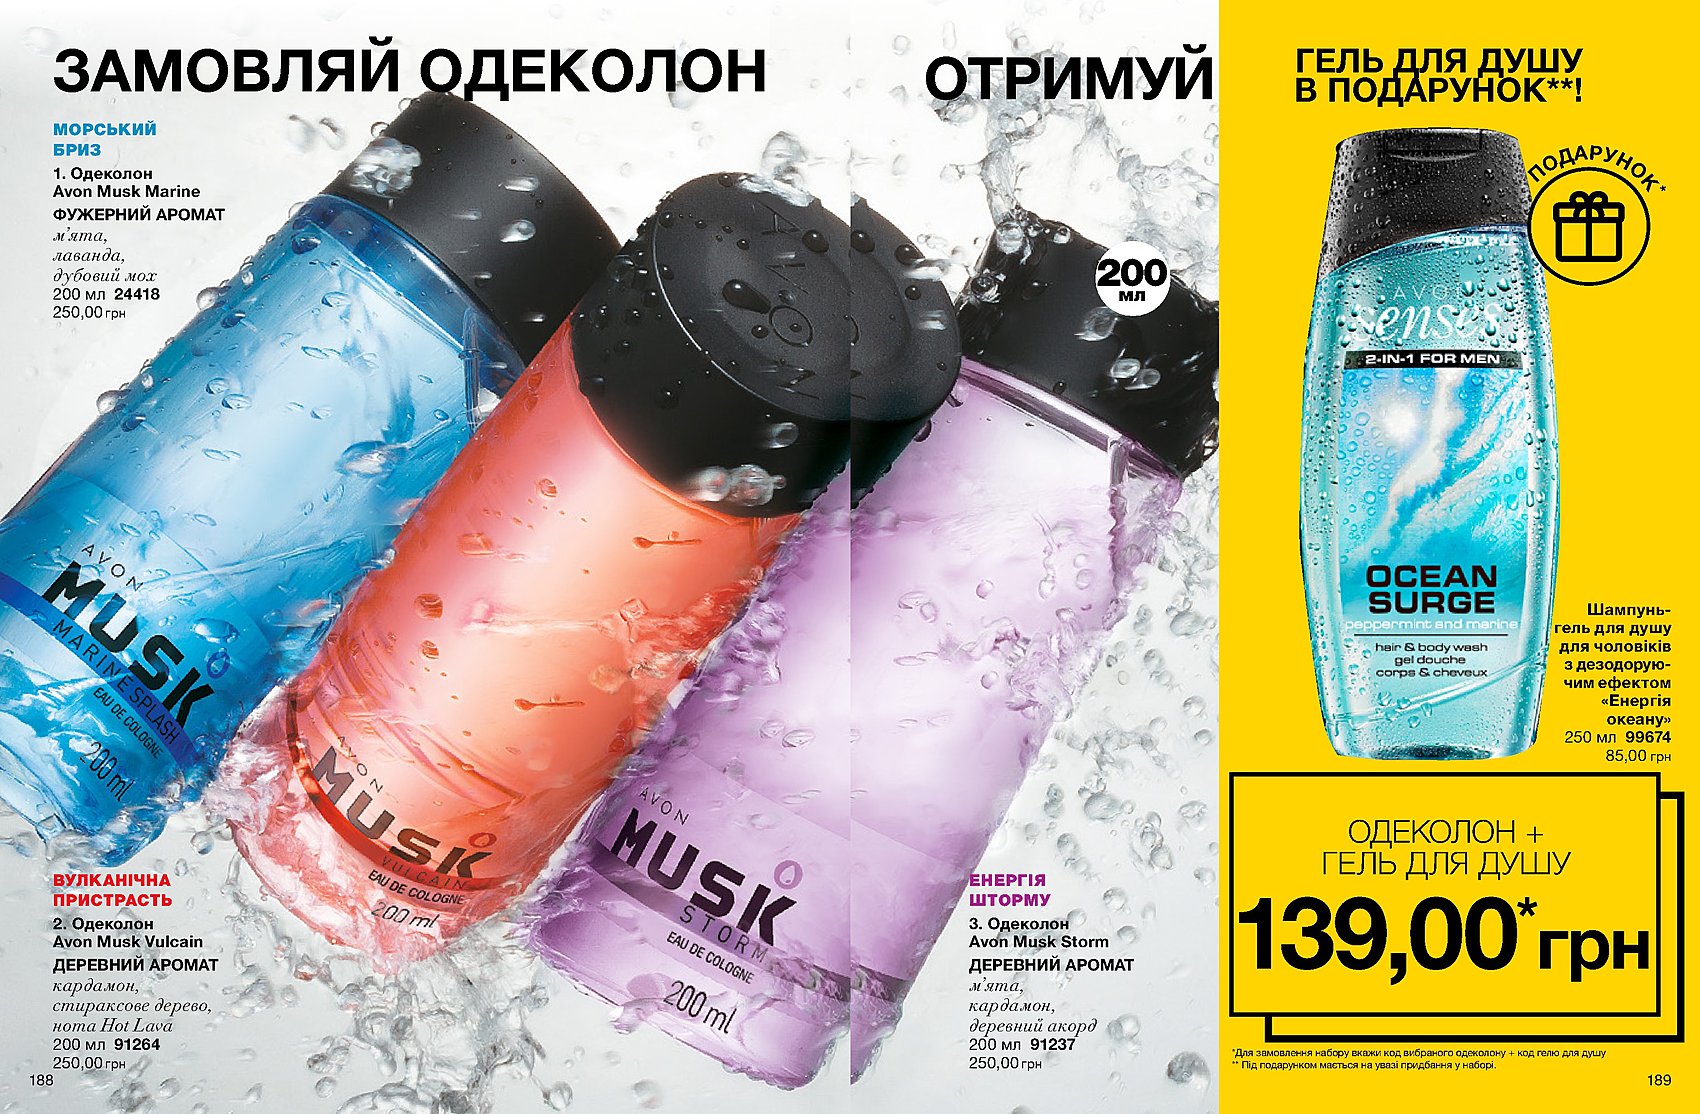 ЗАМОВЛЯЙ ОДЕКОЛОН
ОТРИМУЙ
ГЕЛЬ ДЛЯ ДУШУ
В ПОДАРУНОК**!
МОРСЬКИЙ
БРИЗ
1. Одеколон
Avon Musk Marine
ФУЖЕРНИЙ АРОМАТ
м'ята,
лаванда,
дубовий мох
200 мл 24418
250,00 грн
AVON
MUSK
MARINE SPLASH
EAU DE COLOGNE
200 ml
AVON
AVON
MUSK
VULCAIN
EAU DE COLOGNE
200 ml
200
мл
AVON
MUSK
STORM
EAU DE COLOGNE
200 ml
ВУЛКАНІЧНА
ПРИСТРАСТЬ
2. Одеколон
Avon Musk Vulcain
ДЕРЕВНИЙ АРОМАТ
кардамон,
стираксове дерево,
нота Hot Lava
200 мл 91264
250,00 грн
188
ЕНЕРГІЯ
ШТОРМУ
3. Одеколон
Avon Musk Storm
ДЕРЕВНИЙ АРОМАТ
м'ята,
кардамон,
деревний акорд
200 мл 91237
250,00 грн
ПОДАРУНОК*
AVON
senses
2-IN-1 FOR MEN
OCEAN
SURGE
peppermint and marine
hair & body wash
gel douche
corps & cheveux
Шампунь-
гель для душу
для чоловіків
з дезодорую-
чим ефектом
«Енергія
океану»
250 мл 99674
85,00 грн
ОДЕКОЛОН +
ГЕЛЬ ДЛЯ ДУШУ
139,00* грн
*Для замовлення набору вкажи код вибраного одеколону + код гелю для душу
** Під подарунком мається на увазі придбання у наборі.
189